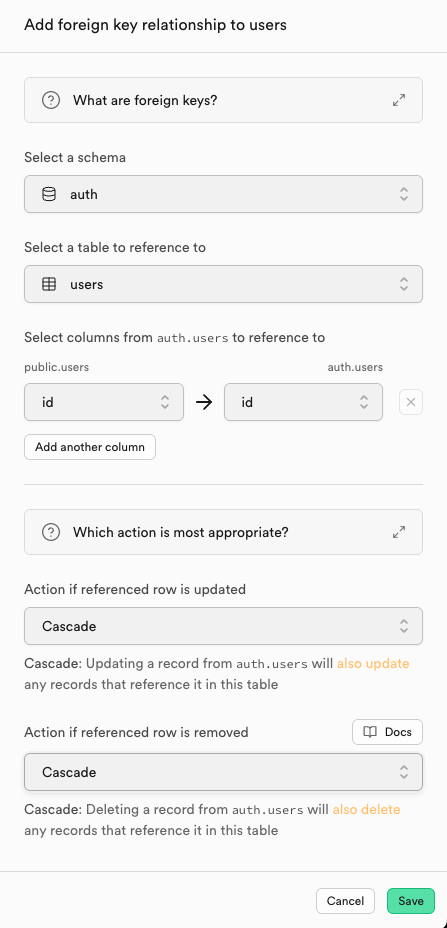 Add foreign key relationship to users
What are foreign keys?
Select a schema
auth
Select a table to reference to
users
Select columns from auth.users to reference to
public.users auth.users
id id
Add another column
Which action is most appropriate?
Action if referenced row is updated
Cascade
Cascade: Updating a record from auth.users will also update
any records that reference it in this table
Action if referenced row is removed Docs
Cascade
Cascade: Deleting a record from auth.users will also delete
any records that reference it in this table
Cancel Save